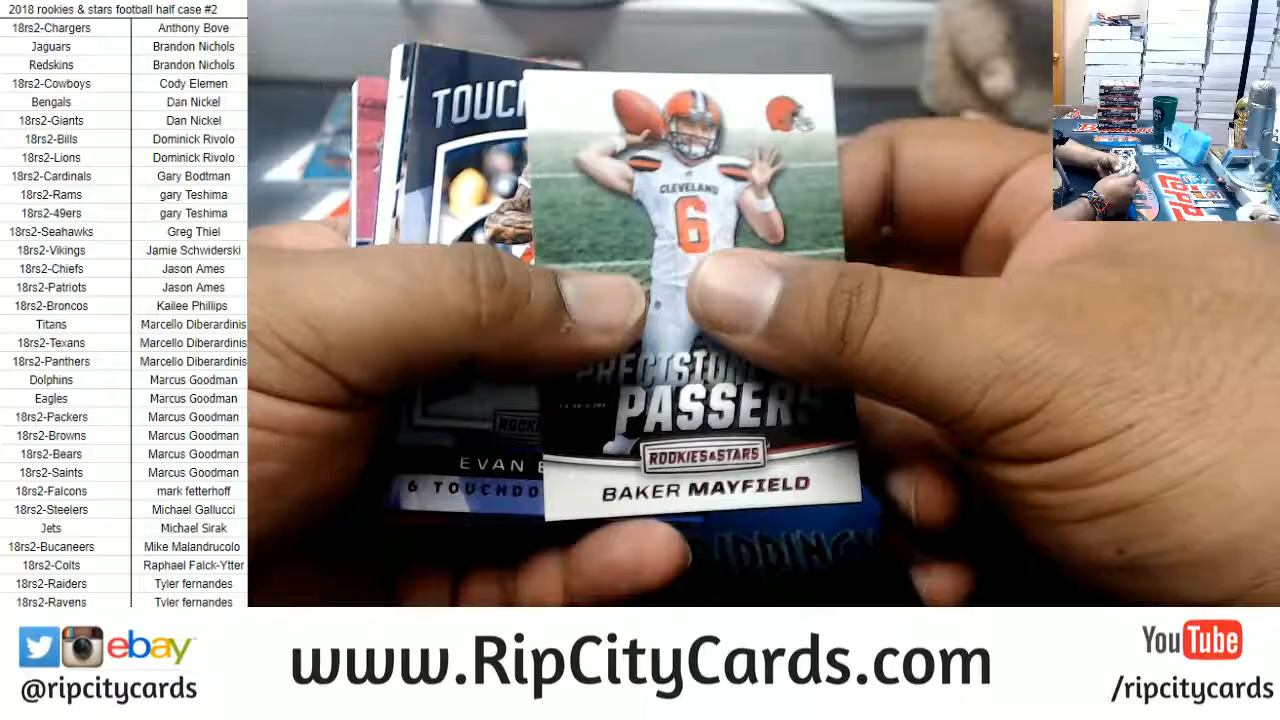 2018 rookies & stars football half case #2
18rs2-Chargers Anthony Bove
Jaguars Brandon Nichols
Redskins Brandon Nichols
18rs2-Cowboys Cody Elemen
Bengals Dan Nickel
18rs2-Giants Dan Nickel
18rs2-Bills Dominick Rivolo
18rs2-Lions Dominick Rivolo
18rs2-Cardinals Gary Bodtman
18rs2-Rams gary Teshima
18rs2-49ers gary Teshima
18rs2-Seahawks Greg Thiel
18rs2-Vikings Jamie Schwiderski
18rs2-Chiefs Jason Ames
18rs2-Patriots Jason Ames
18rs2-Broncos Kailee Phillips
Titans Marcello Diberardinis
18rs2-Texans Marcello Diberardinis
18rs2-Panthers Marcello Diberardinis
Dolphins Marcus Goodman
Eagles Marcus Goodman
18rs2-Packers Marcus Goodman
18rs2-Browns Marcus Goodman
18rs2-Bears Marcus Goodman
18rs2-Saints Marcus Goodman
18rs2-Falcons mark fetterhoff
18rs2-Steelers Michael Gallucci
Jets Michael Sirak
18rs2-Bucaneers Mike Malandrucolo
18rs2-Colts Raphael Falck-Ytter
18rs2-Raiders Tyler fernandes
18rs2-Ravens Tyler fernandes
TOUC
CLEVELAND
6
PRECISION
PASSERS
ROOKIES&STARS
BAKER MAYFIELD
ROOK
EVAN
6 TOUCHDO
ebay
@ripcitycards
www.RipCityCards.com
YouTube
/ripcitycards